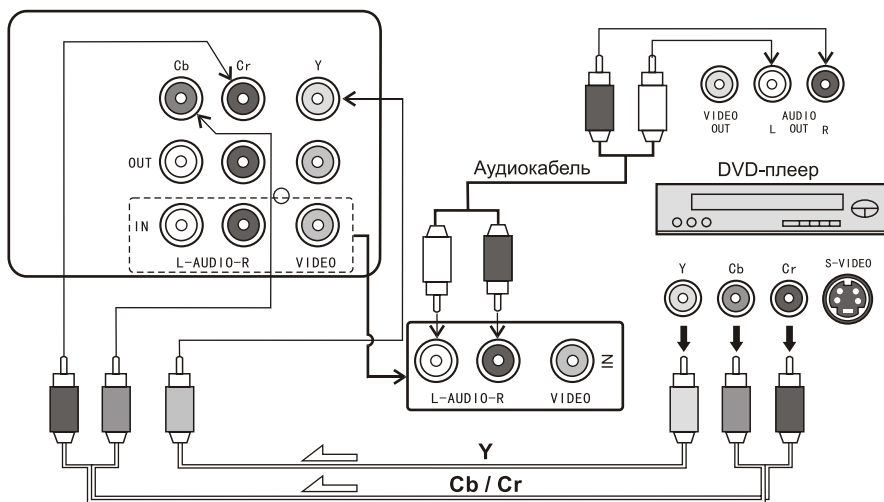 Cb Cr Y
OUT
IN
L-AUDIO-R VIDEO
VIDEO OUT
AUDIO OUT
L R
Аудиокабель
DVD-плеер
Y Cb Cr S-VIDEO
L-AUDIO-R VIDEO
IN
Y
Cb / Cr